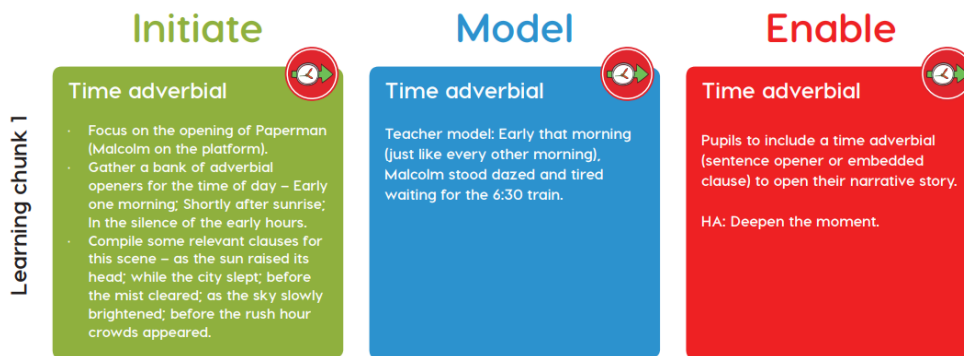 Initiate
Model
Enable
Learning chunk 1
Time adverbial
· Focus on the opening of Paperman
(Malcolm on the platform).
· Gather a bank of adverbial
openers for the time of day – Early
one morning; Shortly after sunrise;
In the silence of the early hours.
· Compile some relevant clauses for
this scene – as the sun raised its
head; while the city slept; before
the mist cleared; as the sky slowly
brightened; before the rush hour
crowds appeared.
Time adverbial
Teacher model: Early that morning
(just like every other morning),
Malcolm stood dazed and tired
waiting for the 6:30 train.
Time adverbial
Pupils to include a time adverbial
(sentence opener or embedded
clause) to open their narrative story.
HA: Deepen the moment.